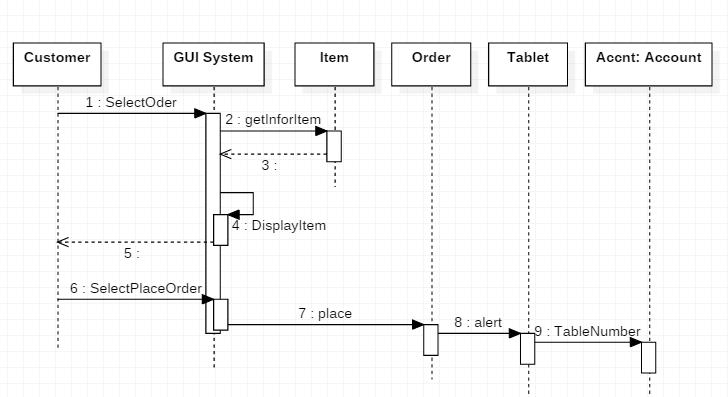 Customer
GUI System
Item
Order
Tablet
Accnt: Account
1 : SelectOder
2 : getInforItem
3 :
4 : DisplayItem
5 :
6 : SelectPlaceOrder
7 : place
8 : alert
9 : TableNumber